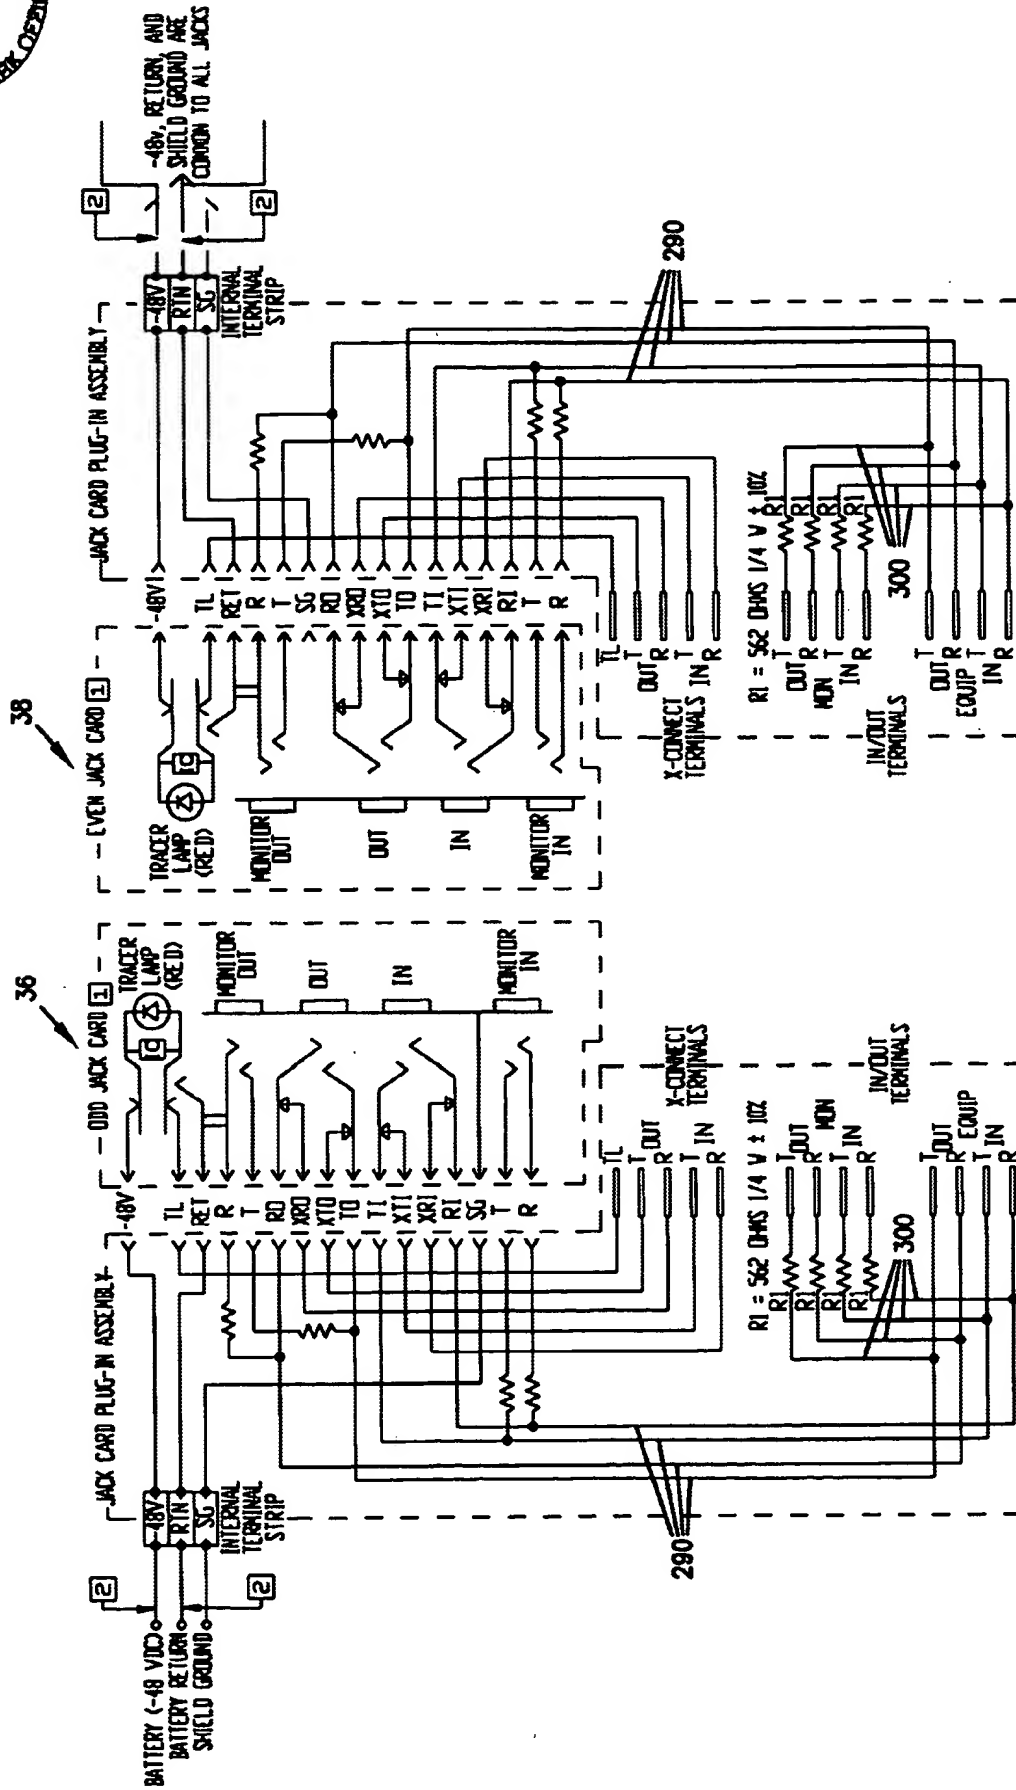 36
38
BATTERY (-48 VDC)
BATTERY RETURN
SHIELD GROUND
2
2
JACK CARD PLUG-IN ASSEMBLY
-48V
RTN
SG
INTERNAL
TERMINAL
STRIP
ODD JACK CARD 1
-48V
TL
RET
R
T
RO
XRO
XTO
TO
TI
XTI
XRI
RI
SG
T
R
TRACER
LAMP
(RED)
C
MONITOR
OUT
OUT
IN
MONITOR
IN
TL
T
OUT
R
T
IN
R
X-CONNECT
TERMINALS
R1 = 562 OHMS 1/4 W ± 10%
R1
R1
R1
R1
T
OUT
R
MON
T
IN
R
IN/OUT
TERMINALS
T
OUT
R
EQUIP
T
IN
R
290
300
EVEN JACK CARD 1
TRACER
LAMP
(RED)
C
MONITOR
OUT
OUT
IN
MONITOR
IN
-48V
TL
RET
R
T
SG
RO
XRO
XTO
TO
TI
XTI
XRI
RI
T
R
JACK CARD PLUG-IN ASSEMBLY
-48V
RTN
SG
INTERNAL
TERMINAL
STRIP
2
2
-48v, RETURN, AND
SHIELD GROUND ARE
COMMON TO ALL JACKS
TL
T
OUT
R
T
IN
R
X-CONNECT
TERMINALS
R1 = 562 OHMS 1/4 W ± 10%
R1
R1
R1
R1
T
OUT
R
MON
T
IN
R
IN/OUT
TERMINALS
T
OUT
R
EQUIP
T
IN
R
290
300